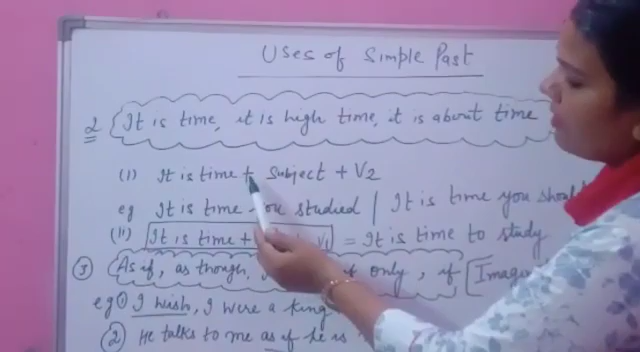 Uses of Simple Past
2 It is time, it is high time, it is about time
(i) It is time + Subject + V2
eg It is time you studied | It is time you should
(ii) It is time + V1 = It is time to study
③ As if, as though, if only, if [Imagin
eg ① I wish, I were a king
② He talks to me as if he is